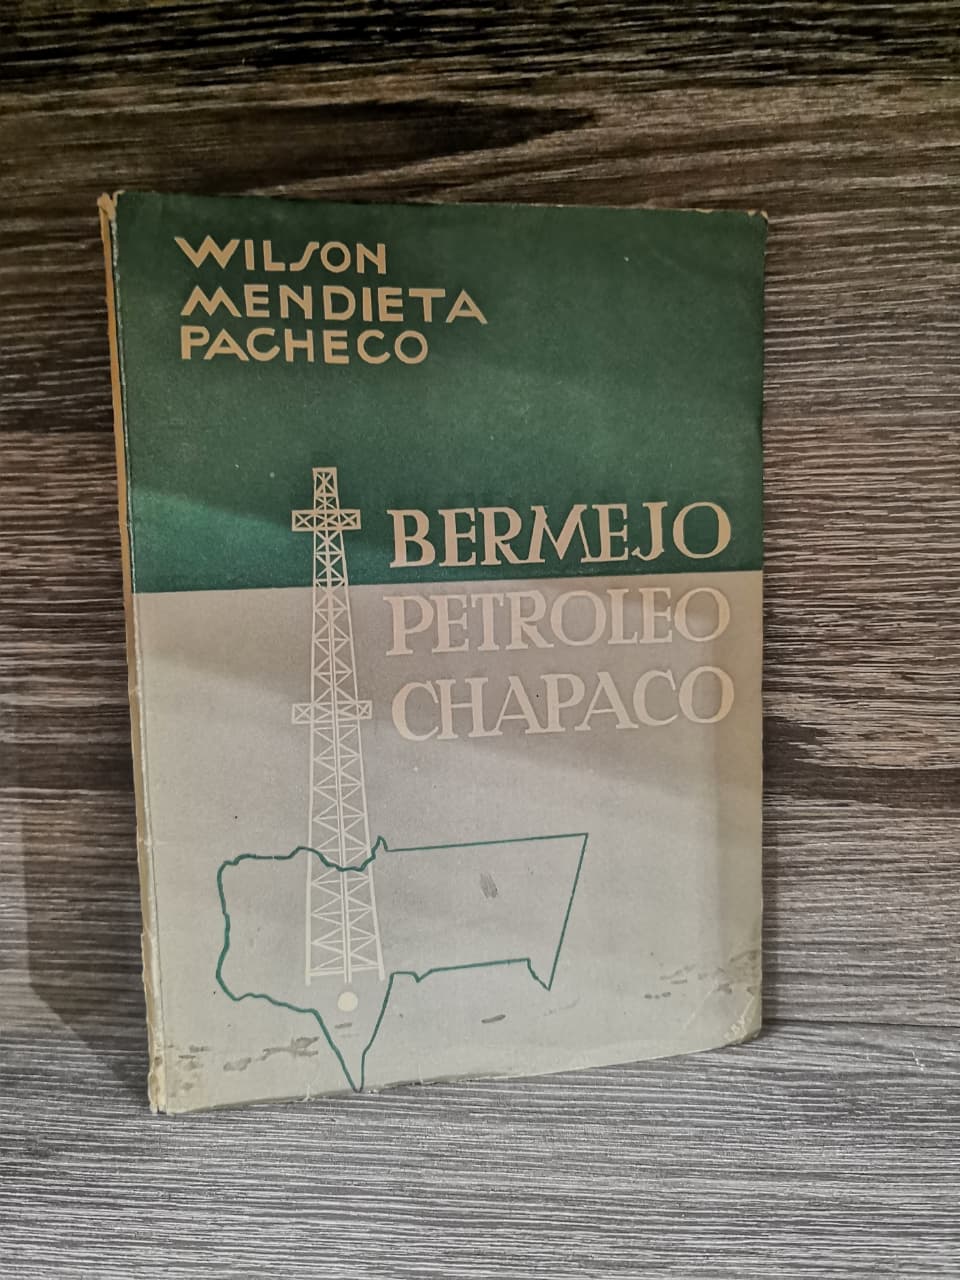 WILSON
MENDIETA
PACHECO
BERMEJO
PETROLEO
CHAPACO